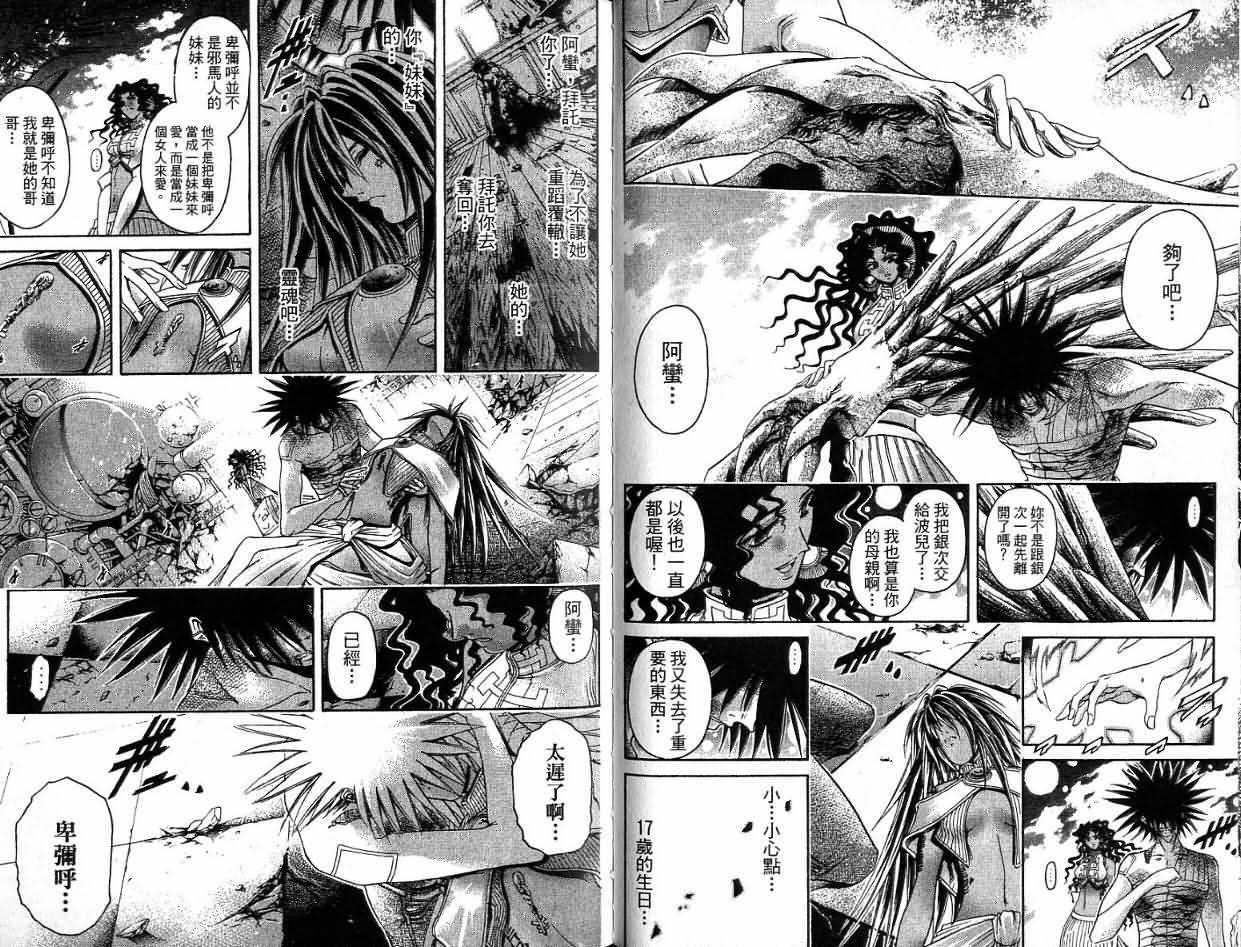 夠了吧…
阿蠻…
妳不是跟銀
次一起先離
開了嗎？
……
我把銀次交
給波兒了…
我也算是你
的母親啊…
以後也一直
都是喔！
…
……
我又失去了重
要的東西…
小…小心點…
17歲的生日…
阿蠻，拜託
你了…
為了不讓她
重蹈覆轍…
拜託你去
奪回…
她的…
你『妹妹』
的…
靈魂吧…
卑彌呼並不
是邪馬人的
妹妹…
他不是把卑彌呼
當成一個妹妹來
愛，而是當成一
個女人來愛。
…
卑彌呼不知道
我就是她的哥
哥…
阿蠻…
已經…
…
太遲了啊…
卑彌呼…